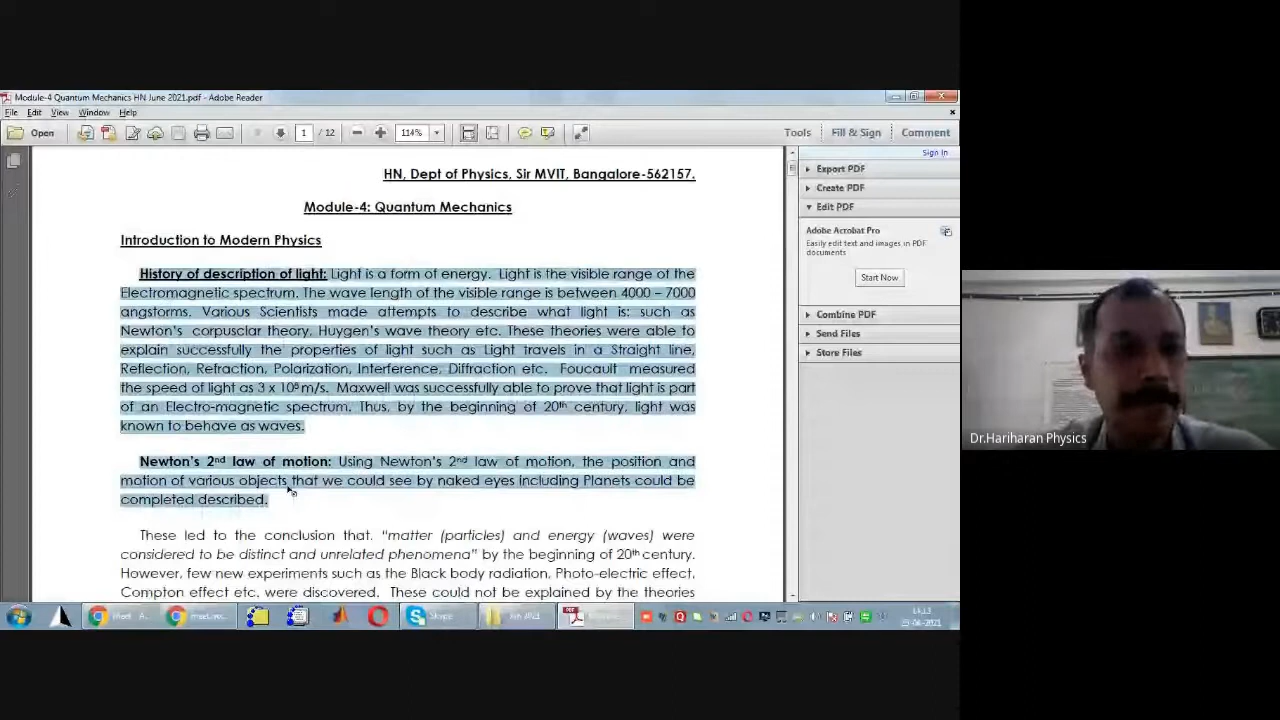 Module-4 Quantum Mechanics HN June 2021.pdf - Adobe Reader
File Edit View Window Help
Open 1 / 12 114% Tools Fill & Sign Comment
Sign In
Export PDF
Create PDF
Edit PDF
Adobe Acrobat Pro
Easily edit text and images in PDF
documents
Start Now
Combine PDF
Send Files
Store Files
HN, Dept of Physics, Sir MVIT, Bangalore-562157.
Module-4: Quantum Mechanics
Introduction to Modern Physics
History of description of light: Light is a form of energy. Light is the visible range of the
Electromagnetic spectrum. The wave length of the visible range is between 4000 – 7000
angstorms. Various Scientists made attempts to describe what light is: such as
Newton's corpusclar theory, Huygen's wave theory etc. These theories were able to
explain successfully the properties of light such as Light travels in a Straight line,
Reflection, Refraction, Polarization, Interference, Diffraction etc. Foucault measured
the speed of light as 3 x 10⁸ m/s. Maxwell was successfully able to prove that light is part
of an Electro-magnetic spectrum. Thus, by the beginning of 20th century, light was
known to behave as waves.
Newton's 2nd law of motion: Using Newton's 2nd law of motion, the position and
motion of various objects that we could see by naked eyes including Planets could be
completed described.
These led to the conclusion that, "matter (particles) and energy (waves) were
considered to be distinct and unrelated phenomena" by the beginning of 20th century.
However, few new experiments such as the Black body radiation, Photo-electric effect,
Compton effect etc. were discovered. These could not be explained by the theories
Skype
Dr.Hariharan Physics